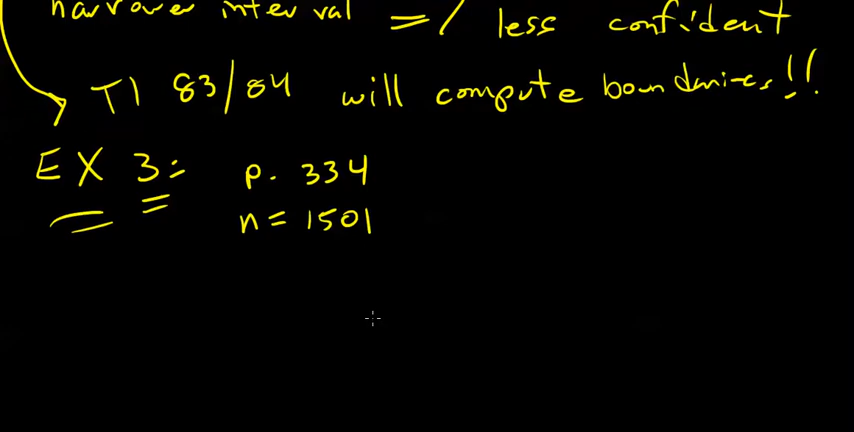 narrower interval => less confident
TI 83/84 will compute boundaries!!
EX 3: p. 334
n = 1501